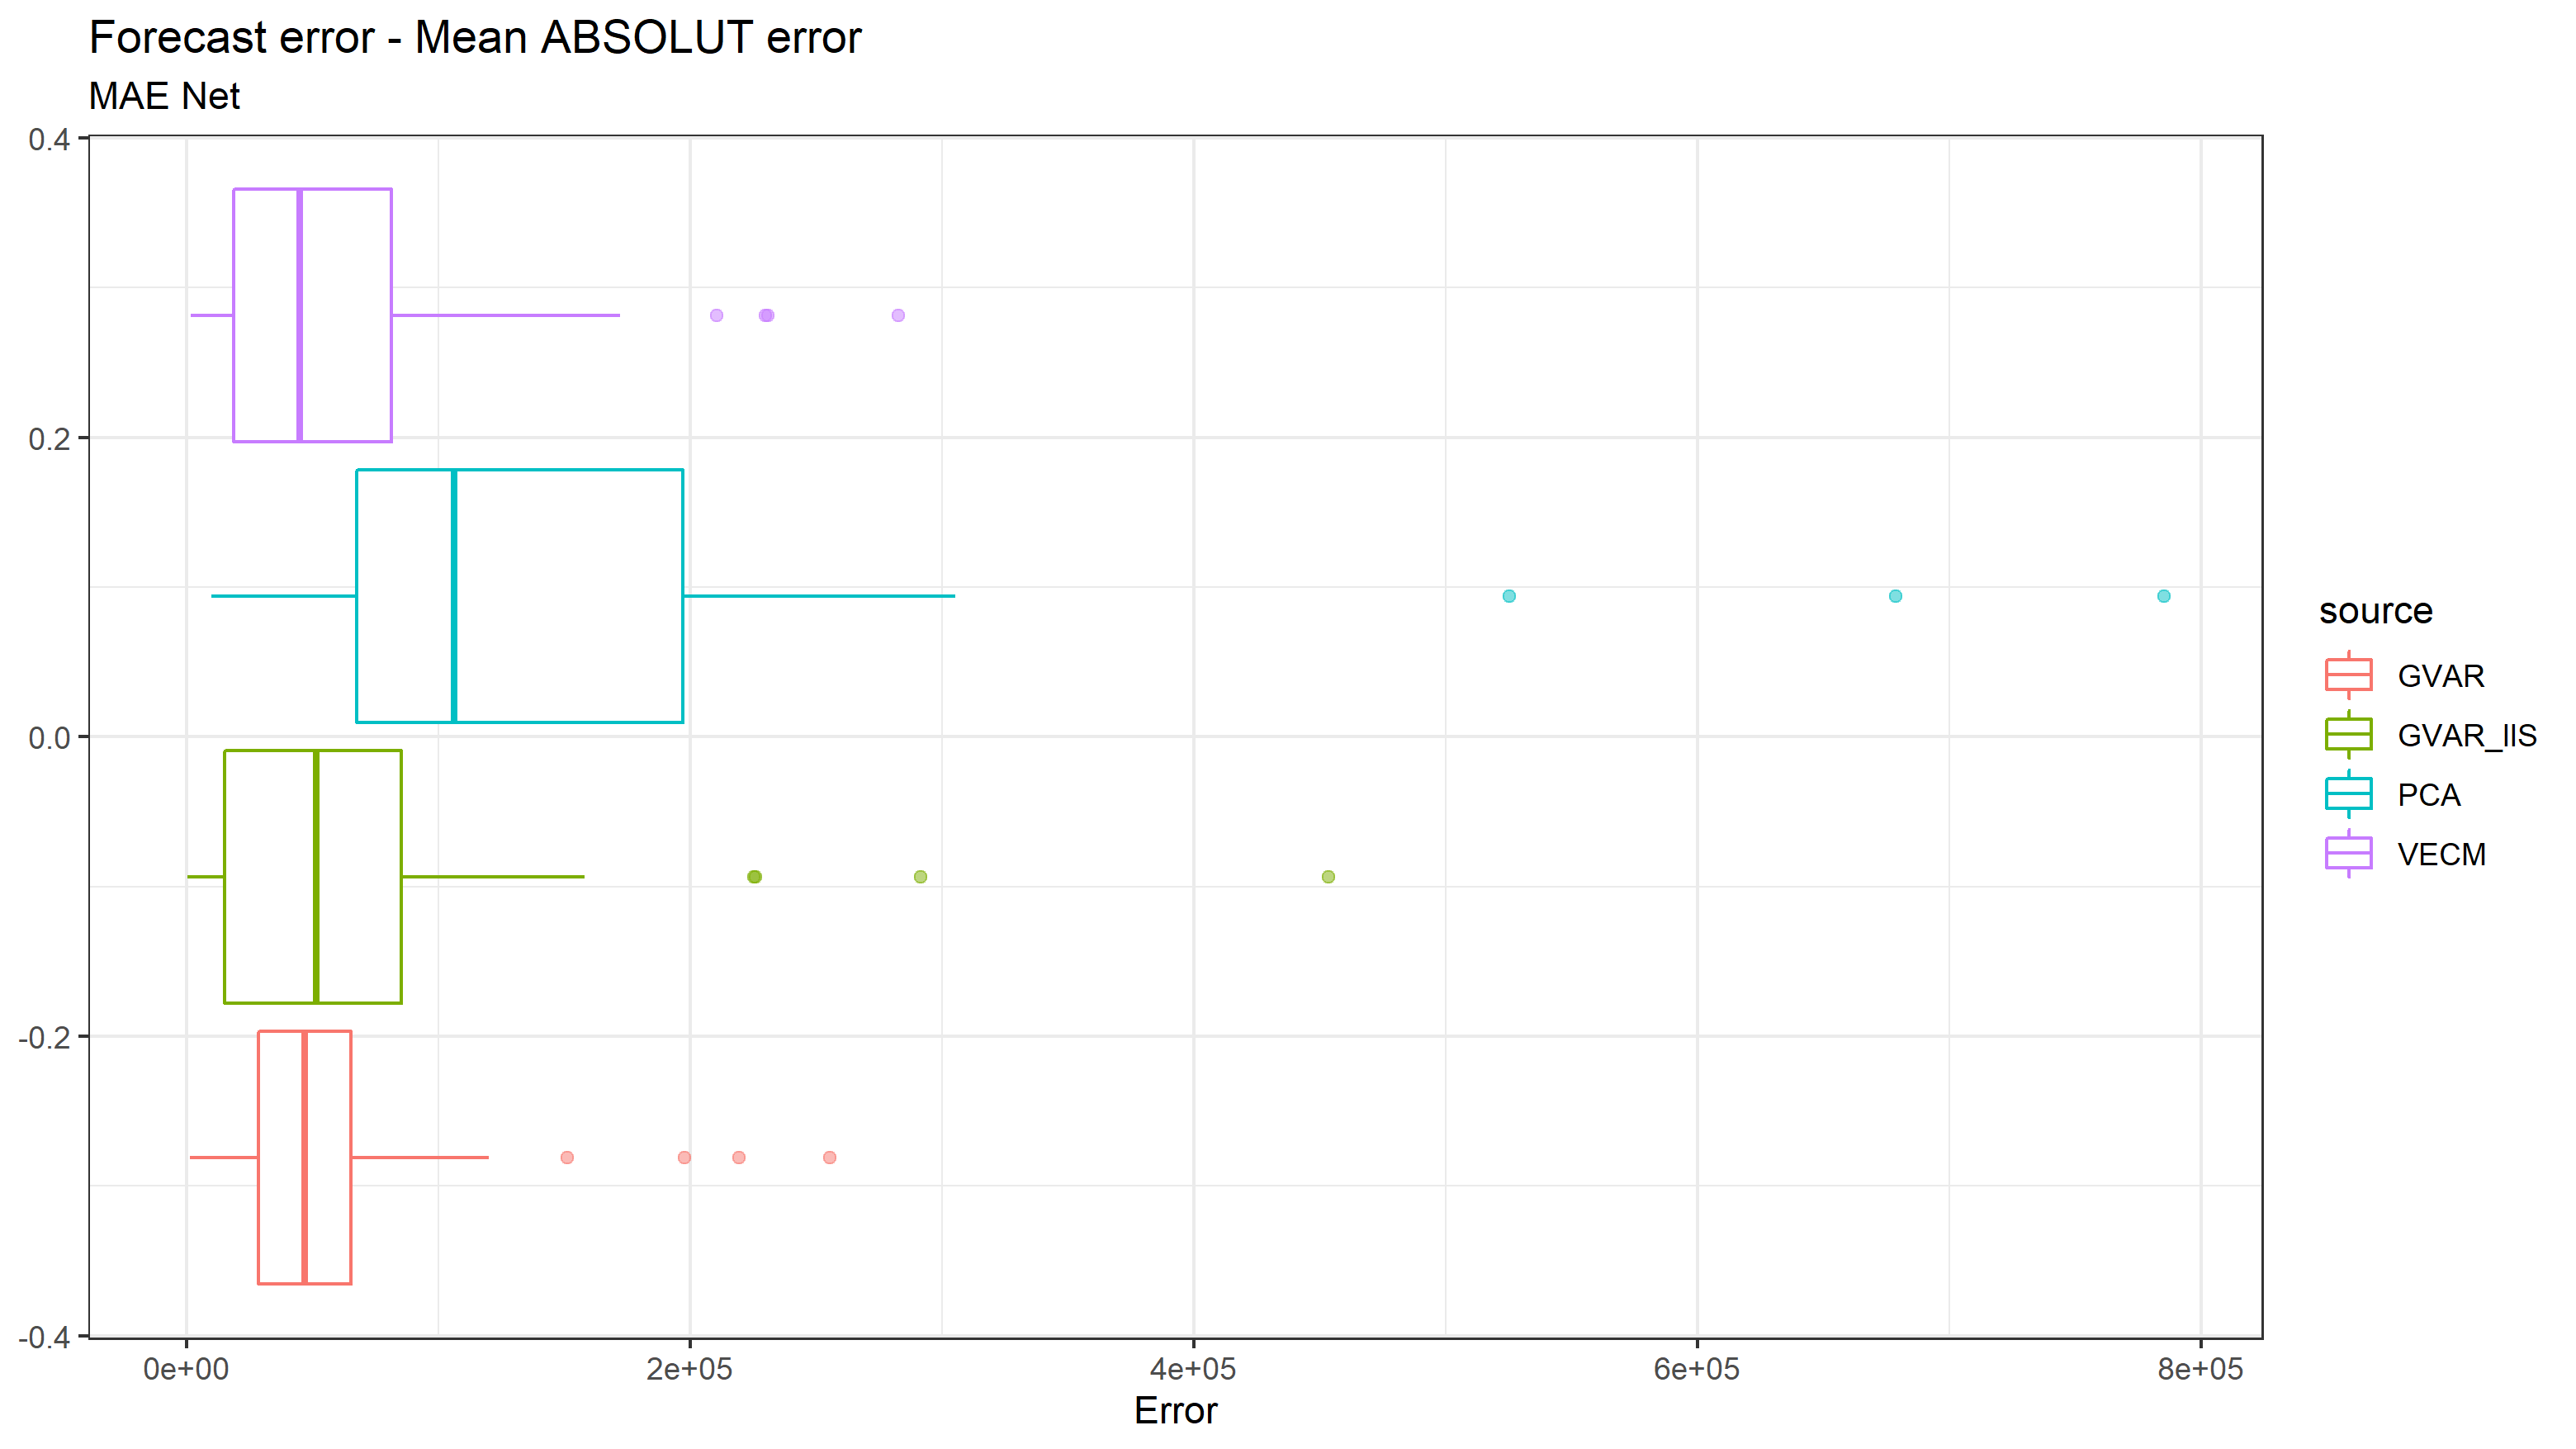 Forecast error - Mean ABSOLUT error
MAE Net
0.4
0.2
0.0
-0.2
-0.4
0e+00
2e+05
4e+05
6e+05
8e+05
Error
source
GVAR
GVAR_IIS
PCA
VECM